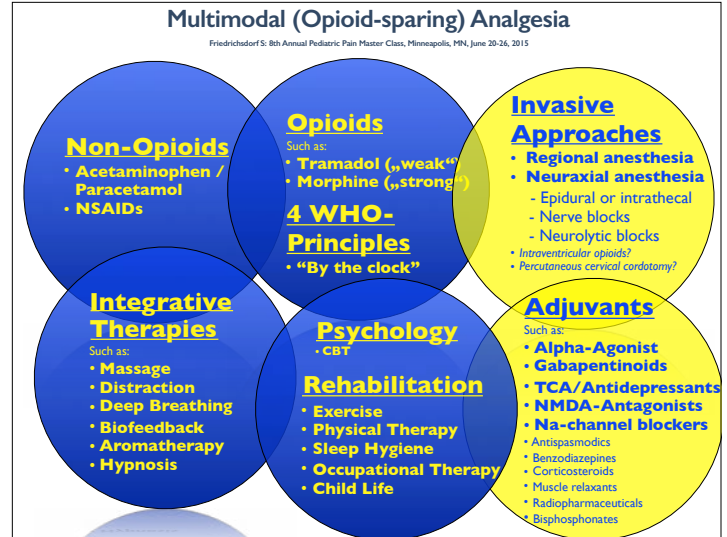 Multimodal (Opioid-sparing) Analgesia
Friedrichsdorf S: 8th Annual Pediatric Pain Master Class, Minneapolis, MN, June 20-26, 2015
Non-Opioids
• Acetaminophen /
Paracetamol
• NSAIDs
Opioids
Such as:
• Tramadol („weak“)
• Morphine („strong“)
4 WHO-
Principles
• “By the clock”
Invasive
Approaches
• Regional anesthesia
• Neuraxial anesthesia
- Epidural or intrathecal
- Nerve blocks
- Neurolytic blocks
• Intraventricular opioids?
• Percutaneous cervical cordotomy?
Integrative
Therapies
Such as:
• Massage
• Distraction
• Deep Breathing
• Biofeedback
• Aromatherapy
• Hypnosis
Psychology
• CBT
Rehabilitation
• Exercise
• Physical Therapy
• Sleep Hygiene
• Occupational Therapy
• Child Life
Adjuvants
Such as:
• Alpha-Agonist
• Gabapentinoids
• TCA/Antidepressants
• NMDA-Antagonists
• Na-channel blockers
• Antispasmodics
• Benzodiazepines
• Corticosteroids
• Muscle relaxants
• Radiopharmaceuticals
• Bisphosphonates